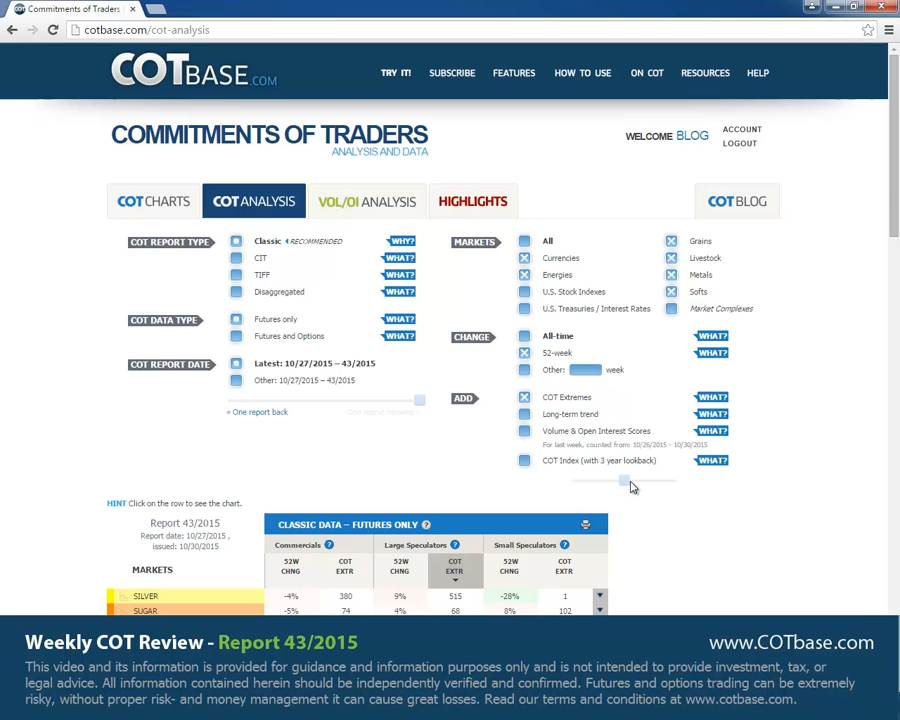 Commitments of Traders
cotbase.com/cot-analysis
COTBASE.COM
TRY IT! SUBSCRIBE FEATURES HOW TO USE ON COT RESOURCES HELP
COMMITMENTS OF TRADERS
ANALYSIS AND DATA
WELCOME BLOG
ACCOUNT
LOGOUT
COTCHARTS COTANALYSIS VOL/OI ANALYSIS HIGHLIGHTS COTBLOG
COT REPORT TYPE
Classic RECOMMENDED WHY?
CIT WHAT?
TIFF WHAT?
Disaggregated WHAT?
COT DATA TYPE
Futures only WHAT?
Futures and Options WHAT?
COT REPORT DATE
Latest: 10/27/2015 – 43/2015
Other: 10/27/2015 – 43/2015
« One report back
MARKETS
All Grains
Currencies Livestock
Energies Metals
U.S. Stock Indexes Softs
U.S. Treasuries / Interest Rates Market Complexes
CHANGE
All-time WHAT?
52-week WHAT?
Other: week
ADD
COT Extremes WHAT?
Long-term trend WHAT?
Volume & Open Interest Scores WHAT?
For last week, counted from: 10/26/2015 - 10/30/2015
COT Index (with 3 year lookback) WHAT?
HINT Click on the row to see the chart.
Report 43/2015
Report date: 10/27/2015 ,
issued: 10/30/2015
MARKETS
CLASSIC DATA – FUTURES ONLY ?
Commercials ? Large Speculators ? Small Speculators ?
52W COT 52W COT 52W COT
CHNG EXTR CHNG EXTR CHNG EXTR
SILVER -4% 380 9% 515 -28% 1
SUGAR -5% 74 4% 68 8% 102
Weekly COT Review - Report 43/2015
www.COTbase.com
This video and its information is provided for guidance and information purposes only and is not intended to provide investment, tax, or
legal advice. All information contained herein should be independently verified and confirmed. Futures and options trading can be extremely
risky, without proper risk- and money management it can cause great losses. Read our terms and conditions at www.cotbase.com.